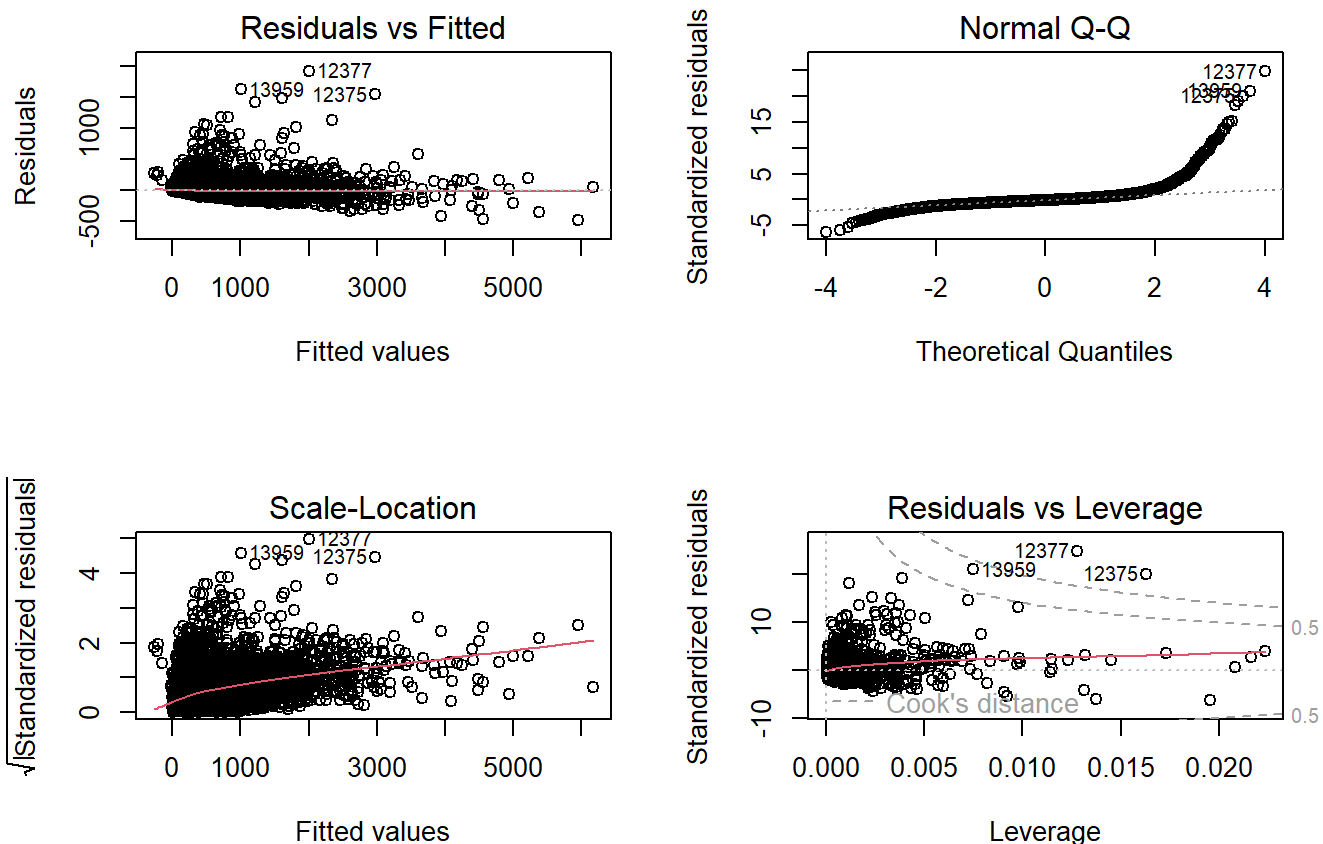 Residuals vs Fitted
Residuals
1000
-500
12377
13959
12375
0 1000 3000 5000
Fitted values
Normal Q-Q
Standardized residuals
15
5
-5
12377
13959
12375
-4 -2 0 2 4
Theoretical Quantiles
Scale-Location
√|Standardized residuals|
4
2
0
12377
13959
12375
0 1000 3000 5000
Fitted values
Residuals vs Leverage
Standardized residuals
10
-10
12377
13959
12375
0.5
0.5
Cook's distance
0.000 0.005 0.010 0.015 0.020
Leverage